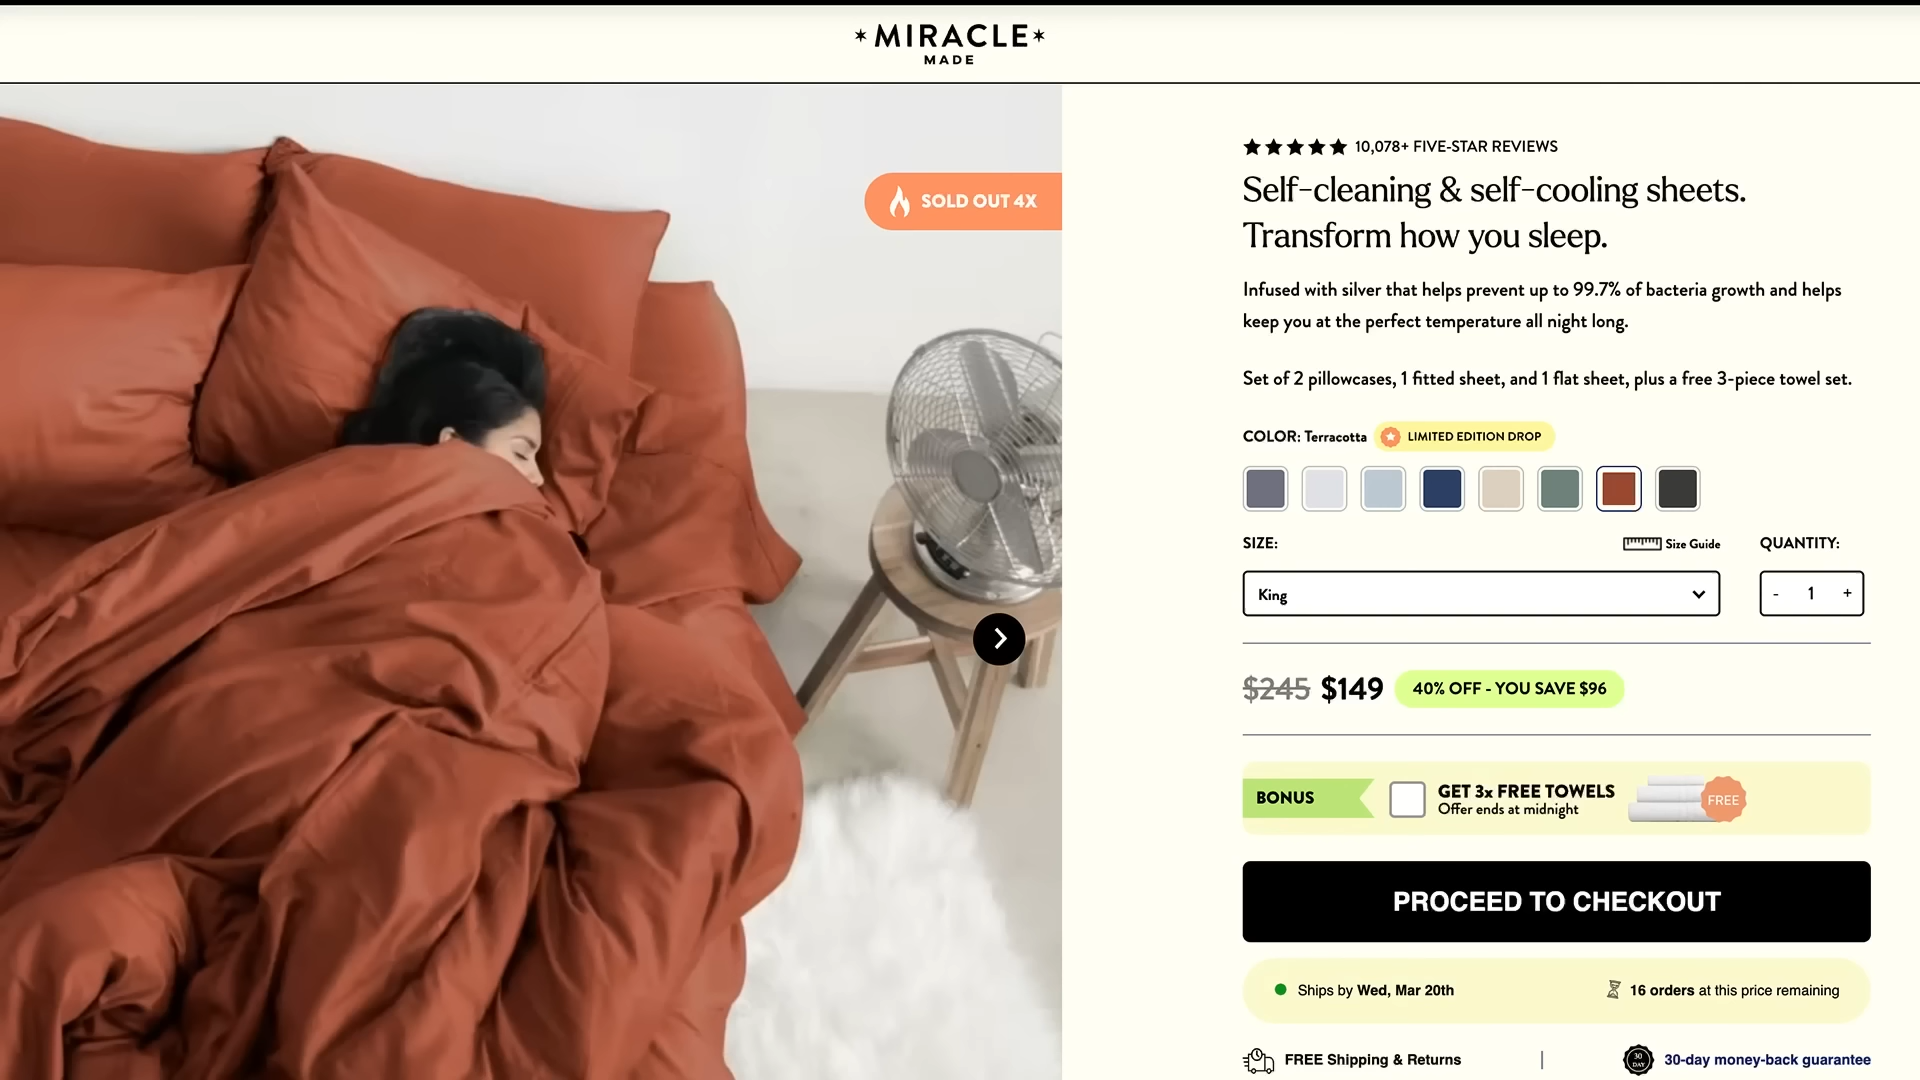 MIRACLE
MADE
SOLD OUT 4X
10,078+ FIVE-STAR REVIEWS
Self-cleaning & self-cooling sheets.
Transform how you sleep.
Infused with silver that helps prevent up to 99.7% of bacteria growth and helps
keep you at the perfect temperature all night long.
Set of 2 pillowcases, 1 fitted sheet, and 1 flat sheet, plus a free 3-piece towel set.
COLOR: Terracotta LIMITED EDITION DROP
SIZE: Size Guide QUANTITY:
King - 1 +
$245 $149 40% OFF - YOU SAVE $96
BONUS GET 3x FREE TOWELS FREE
Offer ends at midnight
PROCEED TO CHECKOUT
Ships by Wed, Mar 20th 16 orders at this price remaining
FREE Shipping & Returns | 30 DAY 30-day money-back guarantee